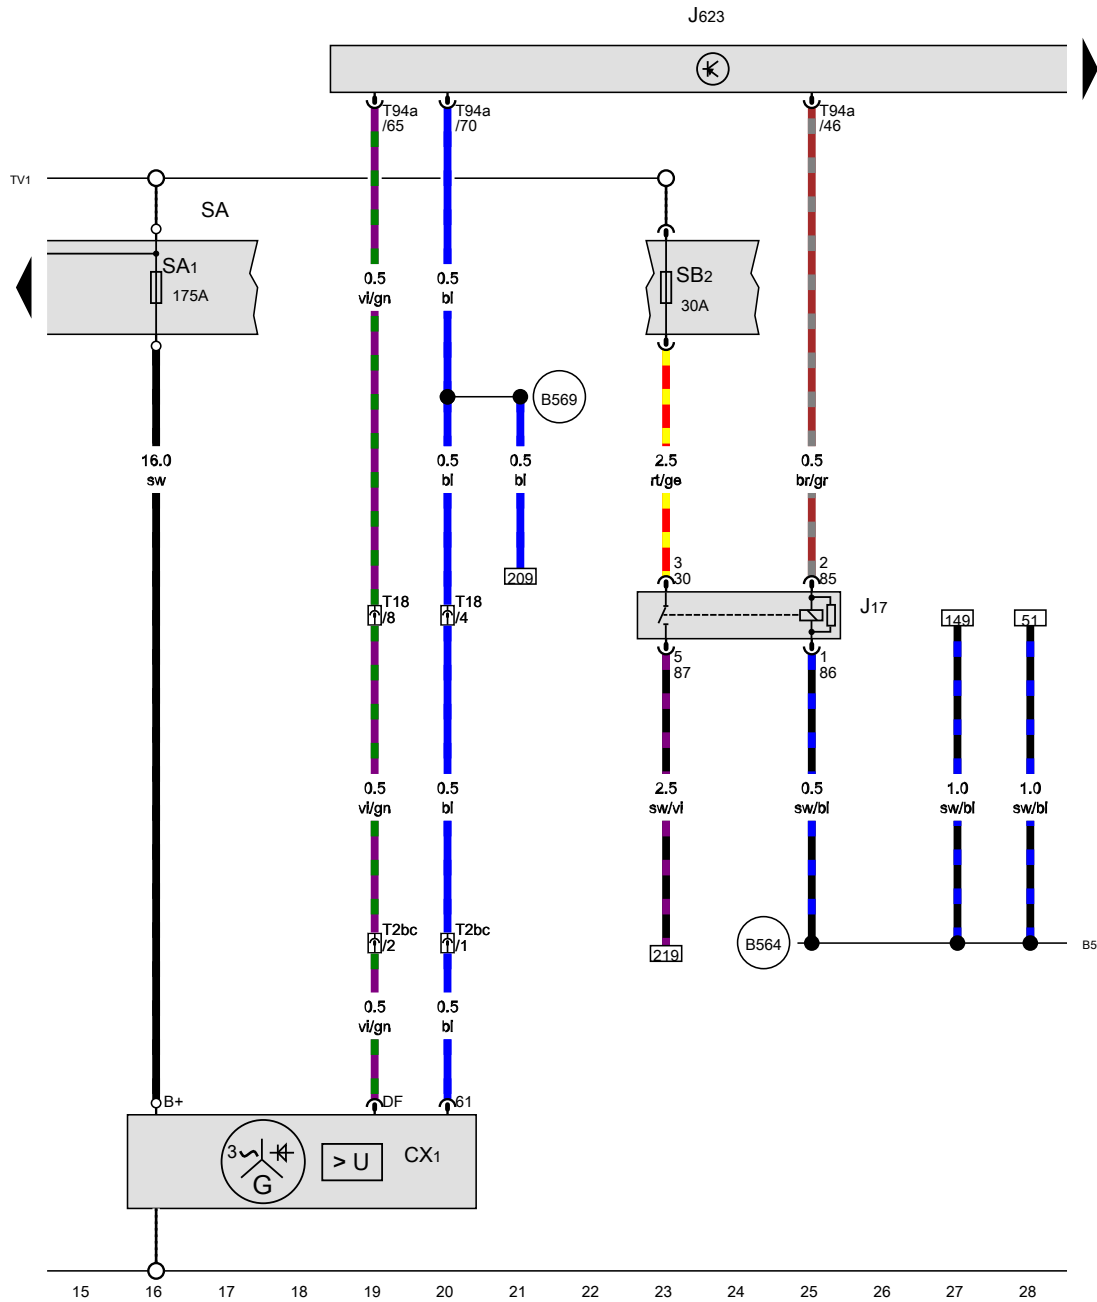 J623
T94a
/65
T94a
/70
T94a
/46
TV1
SA
SA1
175A
SB2
30A
0.5
vi/gn
0.5
bl
B569
16.0
sw
0.5
bl
0.5
bl
2.5
rt/ge
0.5
br/gr
209
3
30
2
85
J17
T18
/8
T18
/4
149
51
5
87
1
86
0.5
vi/gn
0.5
bl
2.5
sw/vi
0.5
sw/bl
1.0
sw/bl
1.0
sw/bl
T2bc
/2
T2bc
/1
219
B564
B5
0.5
vi/gn
0.5
bl
B+
DF
61
3
G
> U
CX1
15 16 17 18 19 20 21 22 23 24 25 26 27 28